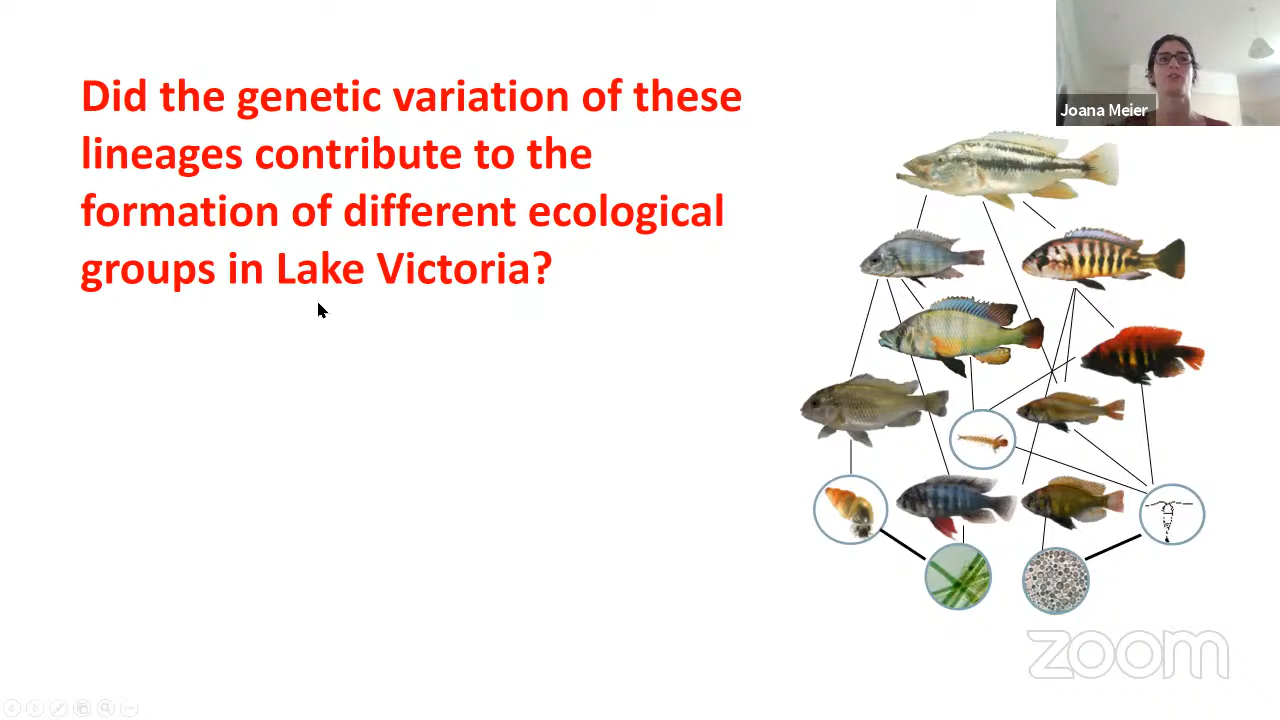 Did the genetic variation of these
lineages contribute to the
formation of different ecological
groups in Lake Victoria?
Joana Meier
zoom